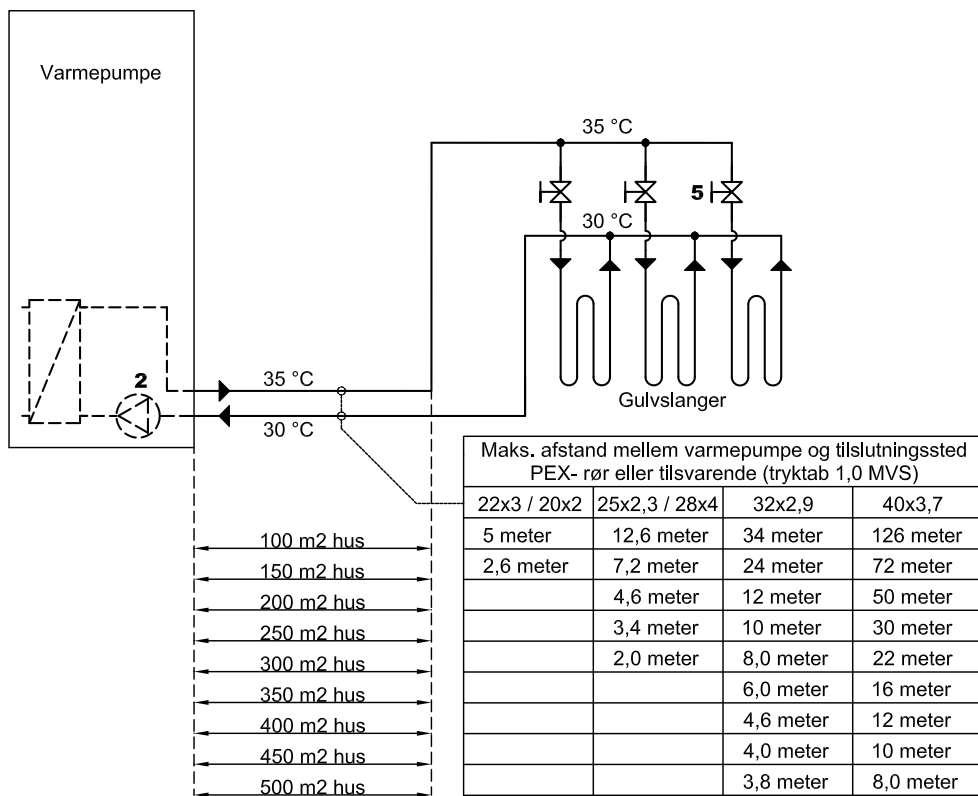 Varmepumpe
35 °C
5
30 °C
2
35 °C
30 °C
Gulvslanger
Maks. afstand mellem varmepumpe og tilslutningssted
PEX- rør eller tilsvarende (tryktab 1,0 MVS)
22x3 / 20x2 25x2,3 / 28x4 32x2,9 40x3,7
100 m2 hus 5 meter 12,6 meter 34 meter 126 meter
150 m2 hus 2,6 meter 7,2 meter 24 meter 72 meter
200 m2 hus 4,6 meter 12 meter 50 meter
250 m2 hus 3,4 meter 10 meter 30 meter
300 m2 hus 2,0 meter 8,0 meter 22 meter
350 m2 hus 6,0 meter 16 meter
400 m2 hus 4,6 meter 12 meter
450 m2 hus 4,0 meter 10 meter
500 m2 hus 3,8 meter 8,0 meter